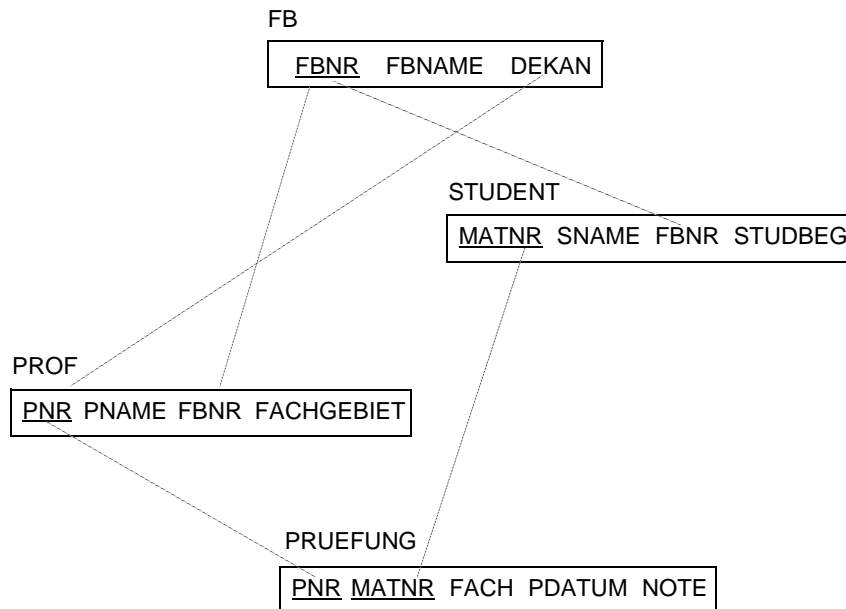 FB
FBNR FBNAME DEKAN
STUDENT
MATNR SNAME FBNR STUDBEG
PROF
PNR PNAME FBNR FACHGEBIET
PRUEFUNG
PNR MATNR FACH PDATUM NOTE